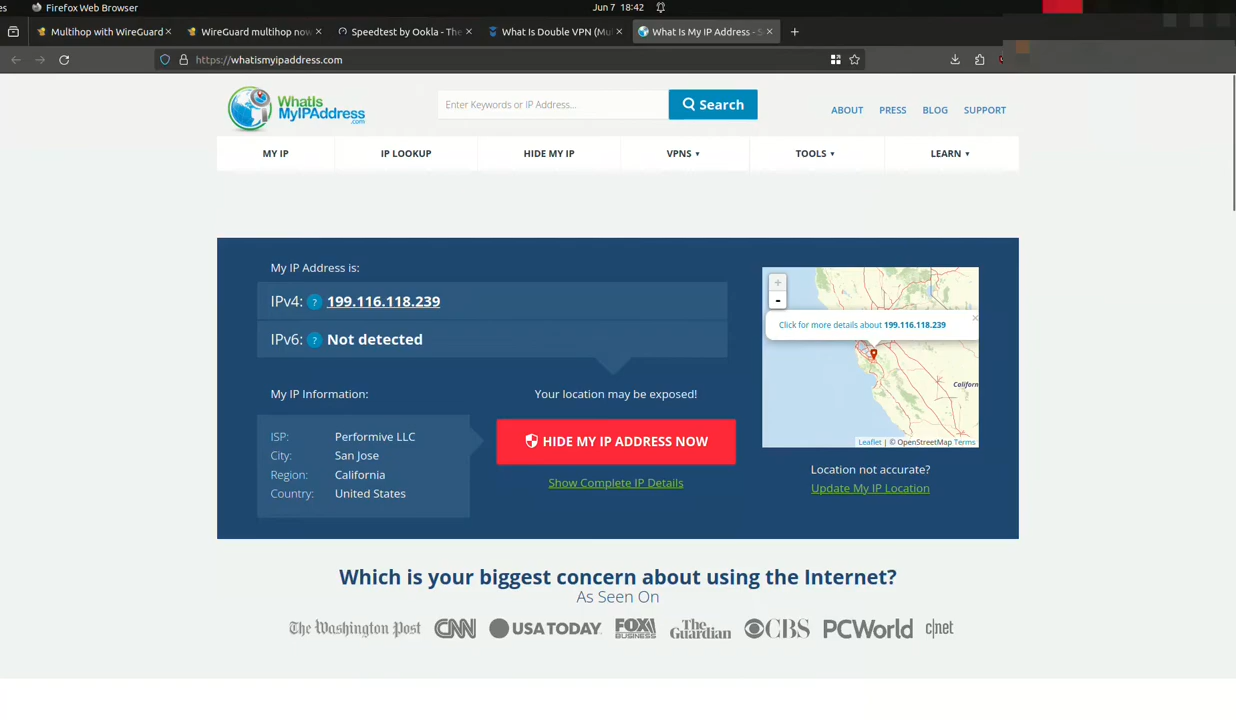 Firefox Web Browser
Jun 7 18:42
Multihop with WireGuard
WireGuard multihop now
Speedtest by Ookla - The
What Is Double VPN (Mul
What Is My IP Address - S
https://whatismyipaddress.com
WhatIs
MyIPAddress
.com
Enter Keywords or IP Address...
Search
ABOUT
PRESS
BLOG
SUPPORT
MY IP
IP LOOKUP
HIDE MY IP
VPNS
TOOLS
LEARN
My IP Address is:
IPv4: ? 199.116.118.239
IPv6: ? Not detected
My IP Information:
ISP: Performive LLC
City: San Jose
Region: California
Country: United States
Your location may be exposed!
HIDE MY IP ADDRESS NOW
Show Complete IP Details
+
-
Click for more details about 199.116.118.239
Californ
Leaflet | © OpenStreetMap Terms
Location not accurate?
Update My IP Location
Which is your biggest concern about using the Internet?
As Seen On
The Washington Post
CNN
USA TODAY
FOX BUSINESS
The Guardian
CBS
PCWorld
c|net